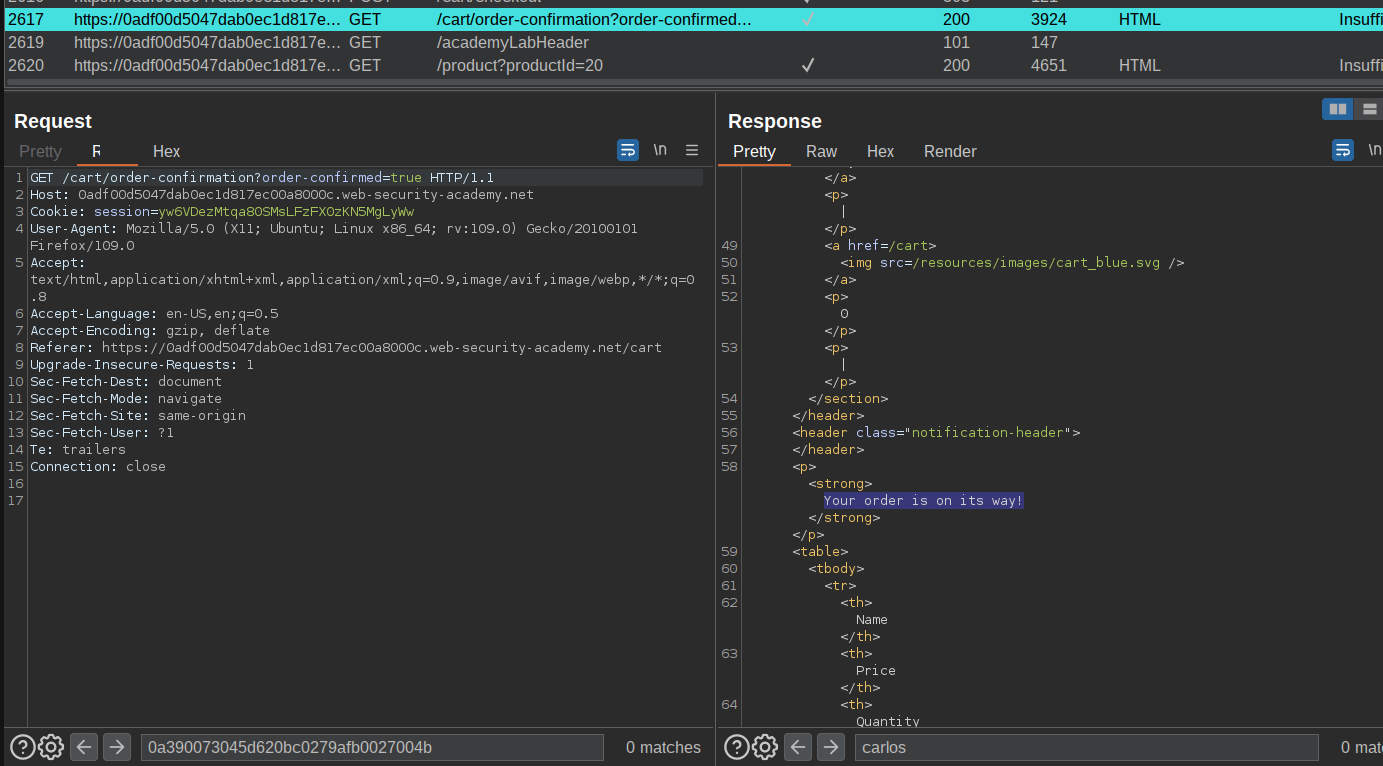 2617 https://0adf00d5047dab0ec1d817e... GET /cart/order-confirmation?order-confirmed... ✓ 200 3924 HTML Insuffi
2619 https://0adf00d5047dab0ec1d817e... GET /academyLabHeader 101 147
2620 https://0adf00d5047dab0ec1d817e... GET /product?productId=20 ✓ 200 4651 HTML Insuffi
Request
Pretty R Hex \n
1 GET /cart/order-confirmation?order-confirmed=true HTTP/1.1
2 Host: 0adf00d5047dab0ec1d817ec00a8000c.web-security-academy.net
3 Cookie: session=yw6VDezMtqa8OSMsLFzFXOzKN5MgLyWw
4 User-Agent: Mozilla/5.0 (X11; Ubuntu; Linux x86_64; rv:109.0) Gecko/20100101
Firefox/109.0
5 Accept:
text/html,application/xhtml+xml,application/xml;q=0.9,image/avif,image/webp,*/*;q=0
.8
6 Accept-Language: en-US,en;q=0.5
7 Accept-Encoding: gzip, deflate
8 Referer: https://0adf00d5047dab0ec1d817ec00a8000c.web-security-academy.net/cart
9 Upgrade-Insecure-Requests: 1
10 Sec-Fetch-Dest: document
11 Sec-Fetch-Mode: navigate
12 Sec-Fetch-Site: same-origin
13 Sec-Fetch-User: ?1
14 Te: trailers
15 Connection: close
16
17
0a390073045d620bc0279afb0027004b 0 matches
Response
Pretty Raw Hex Render \n
</a>
<p>
|
</p>
49 <a href=/cart>
50 <img src=/resources/images/cart_blue.svg />
51 </a>
52 <p>
0
</p>
53 <p>
|
</p>
54 </section>
55 </header>
56 <header class="notification-header">
57 </header>
58 <p>
<strong>
Your order is on its way!
</strong>
</p>
59 <table>
60 <tbody>
61 <tr>
62 <th>
Name
</th>
63 <th>
Price
</th>
64 <th>
Quantity
carlos 0 mat